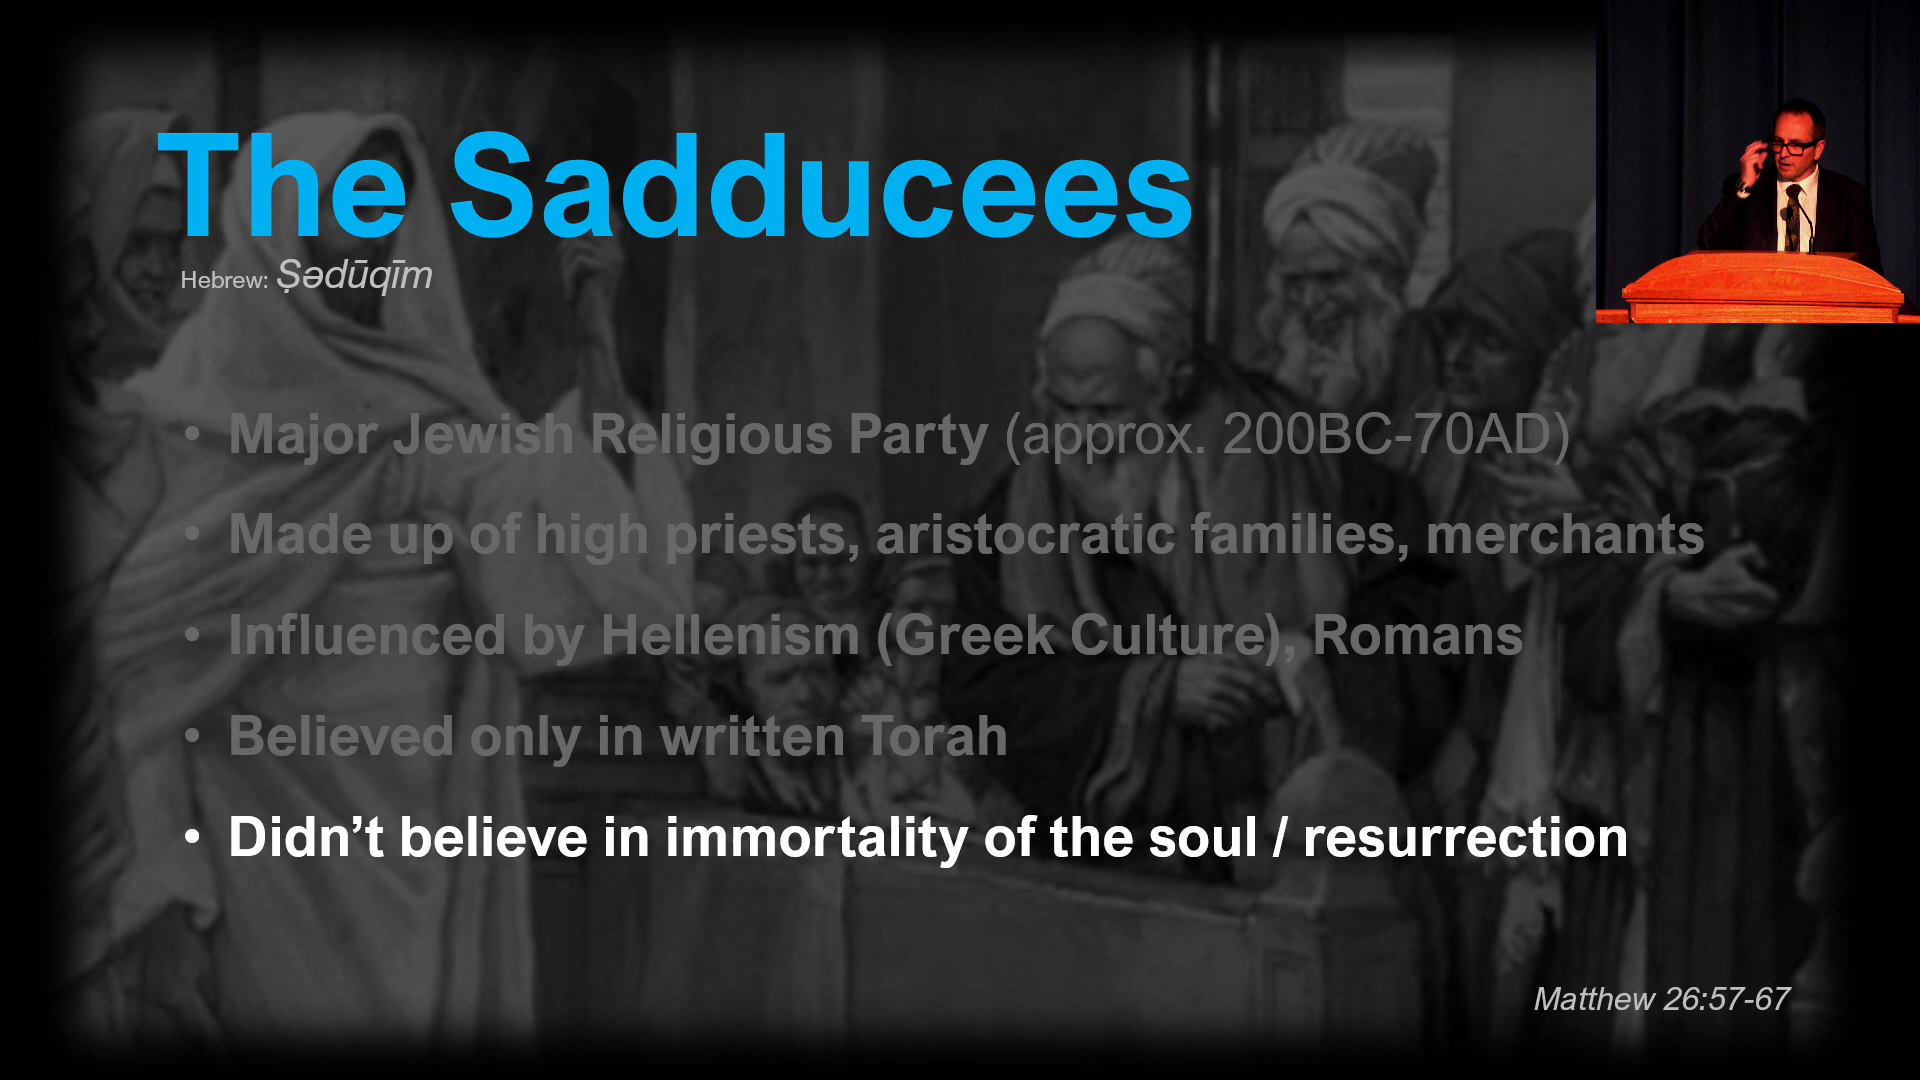 The Sadducees
Hebrew: Ṣədūqīm
• Major Jewish Religious Party (approx. 200BC-70AD)
• Made up of high priests, aristocratic families, merchants
• Influenced by Hellenism (Greek Culture), Romans
• Believed only in written Torah
• Didn’t believe in immortality of the soul / resurrection
Matthew 26:57-67